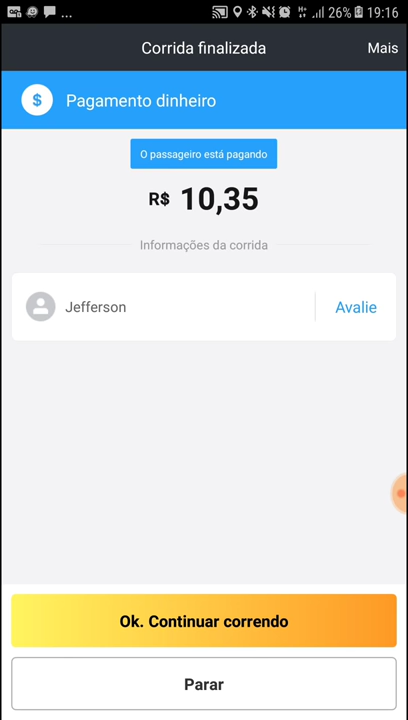 ... 26% 19:16
Corrida finalizada Mais
$ Pagamento dinheiro
O passageiro está pagando
R$ 10,35
Informações da corrida
Jefferson Avalie
Ok. Continuar correndo
Parar